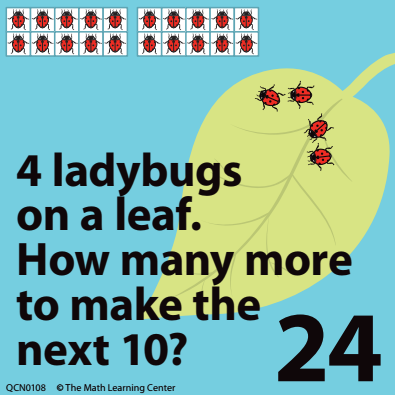 4 ladybugs
on a leaf.
How many more
to make the
next 10?
24
QCN0108 © The Math Learning Center